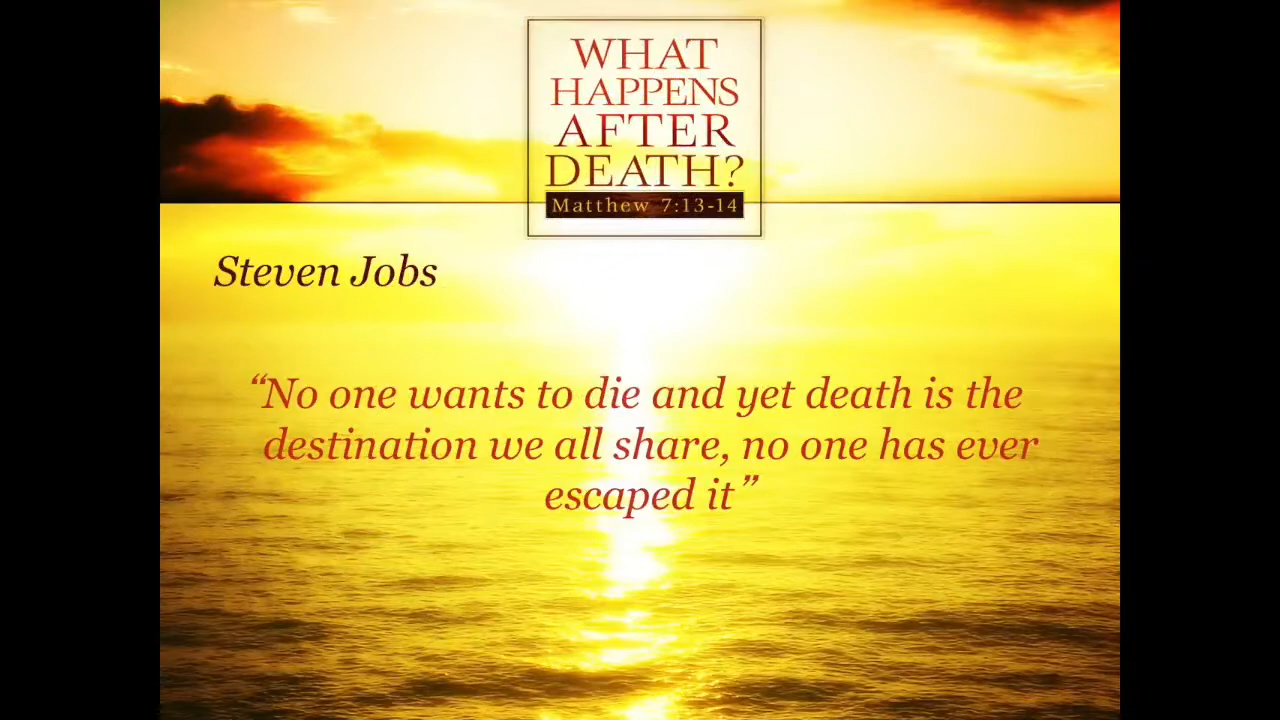 WHAT
HAPPENS
AFTER
DEATH?
Matthew 7:13-14
Steven Jobs
“No one wants to die and yet death is the
destination we all share, no one has ever
escaped it”